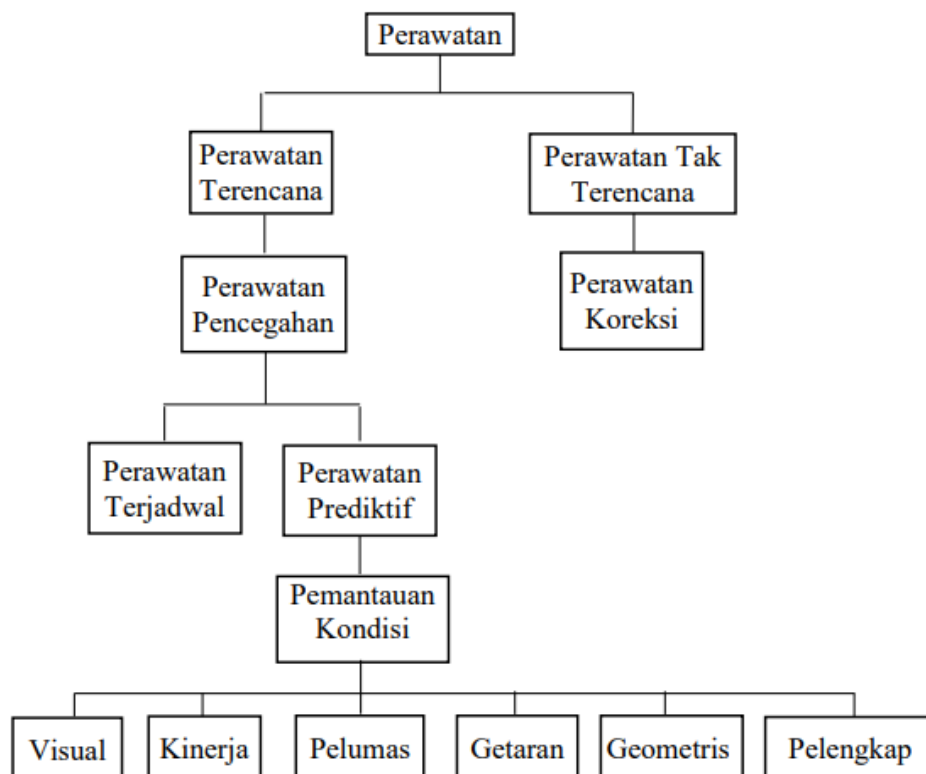 Perawatan
Perawatan
Terencana
Perawatan Tak
Terencana
Perawatan
Pencegahan
Perawatan
Koreksi
Perawatan
Terjadwal
Perawatan
Prediktif
Pemantauan
Kondisi
Visual
Kinerja
Pelumas
Getaran
Geometris
Pelengkap